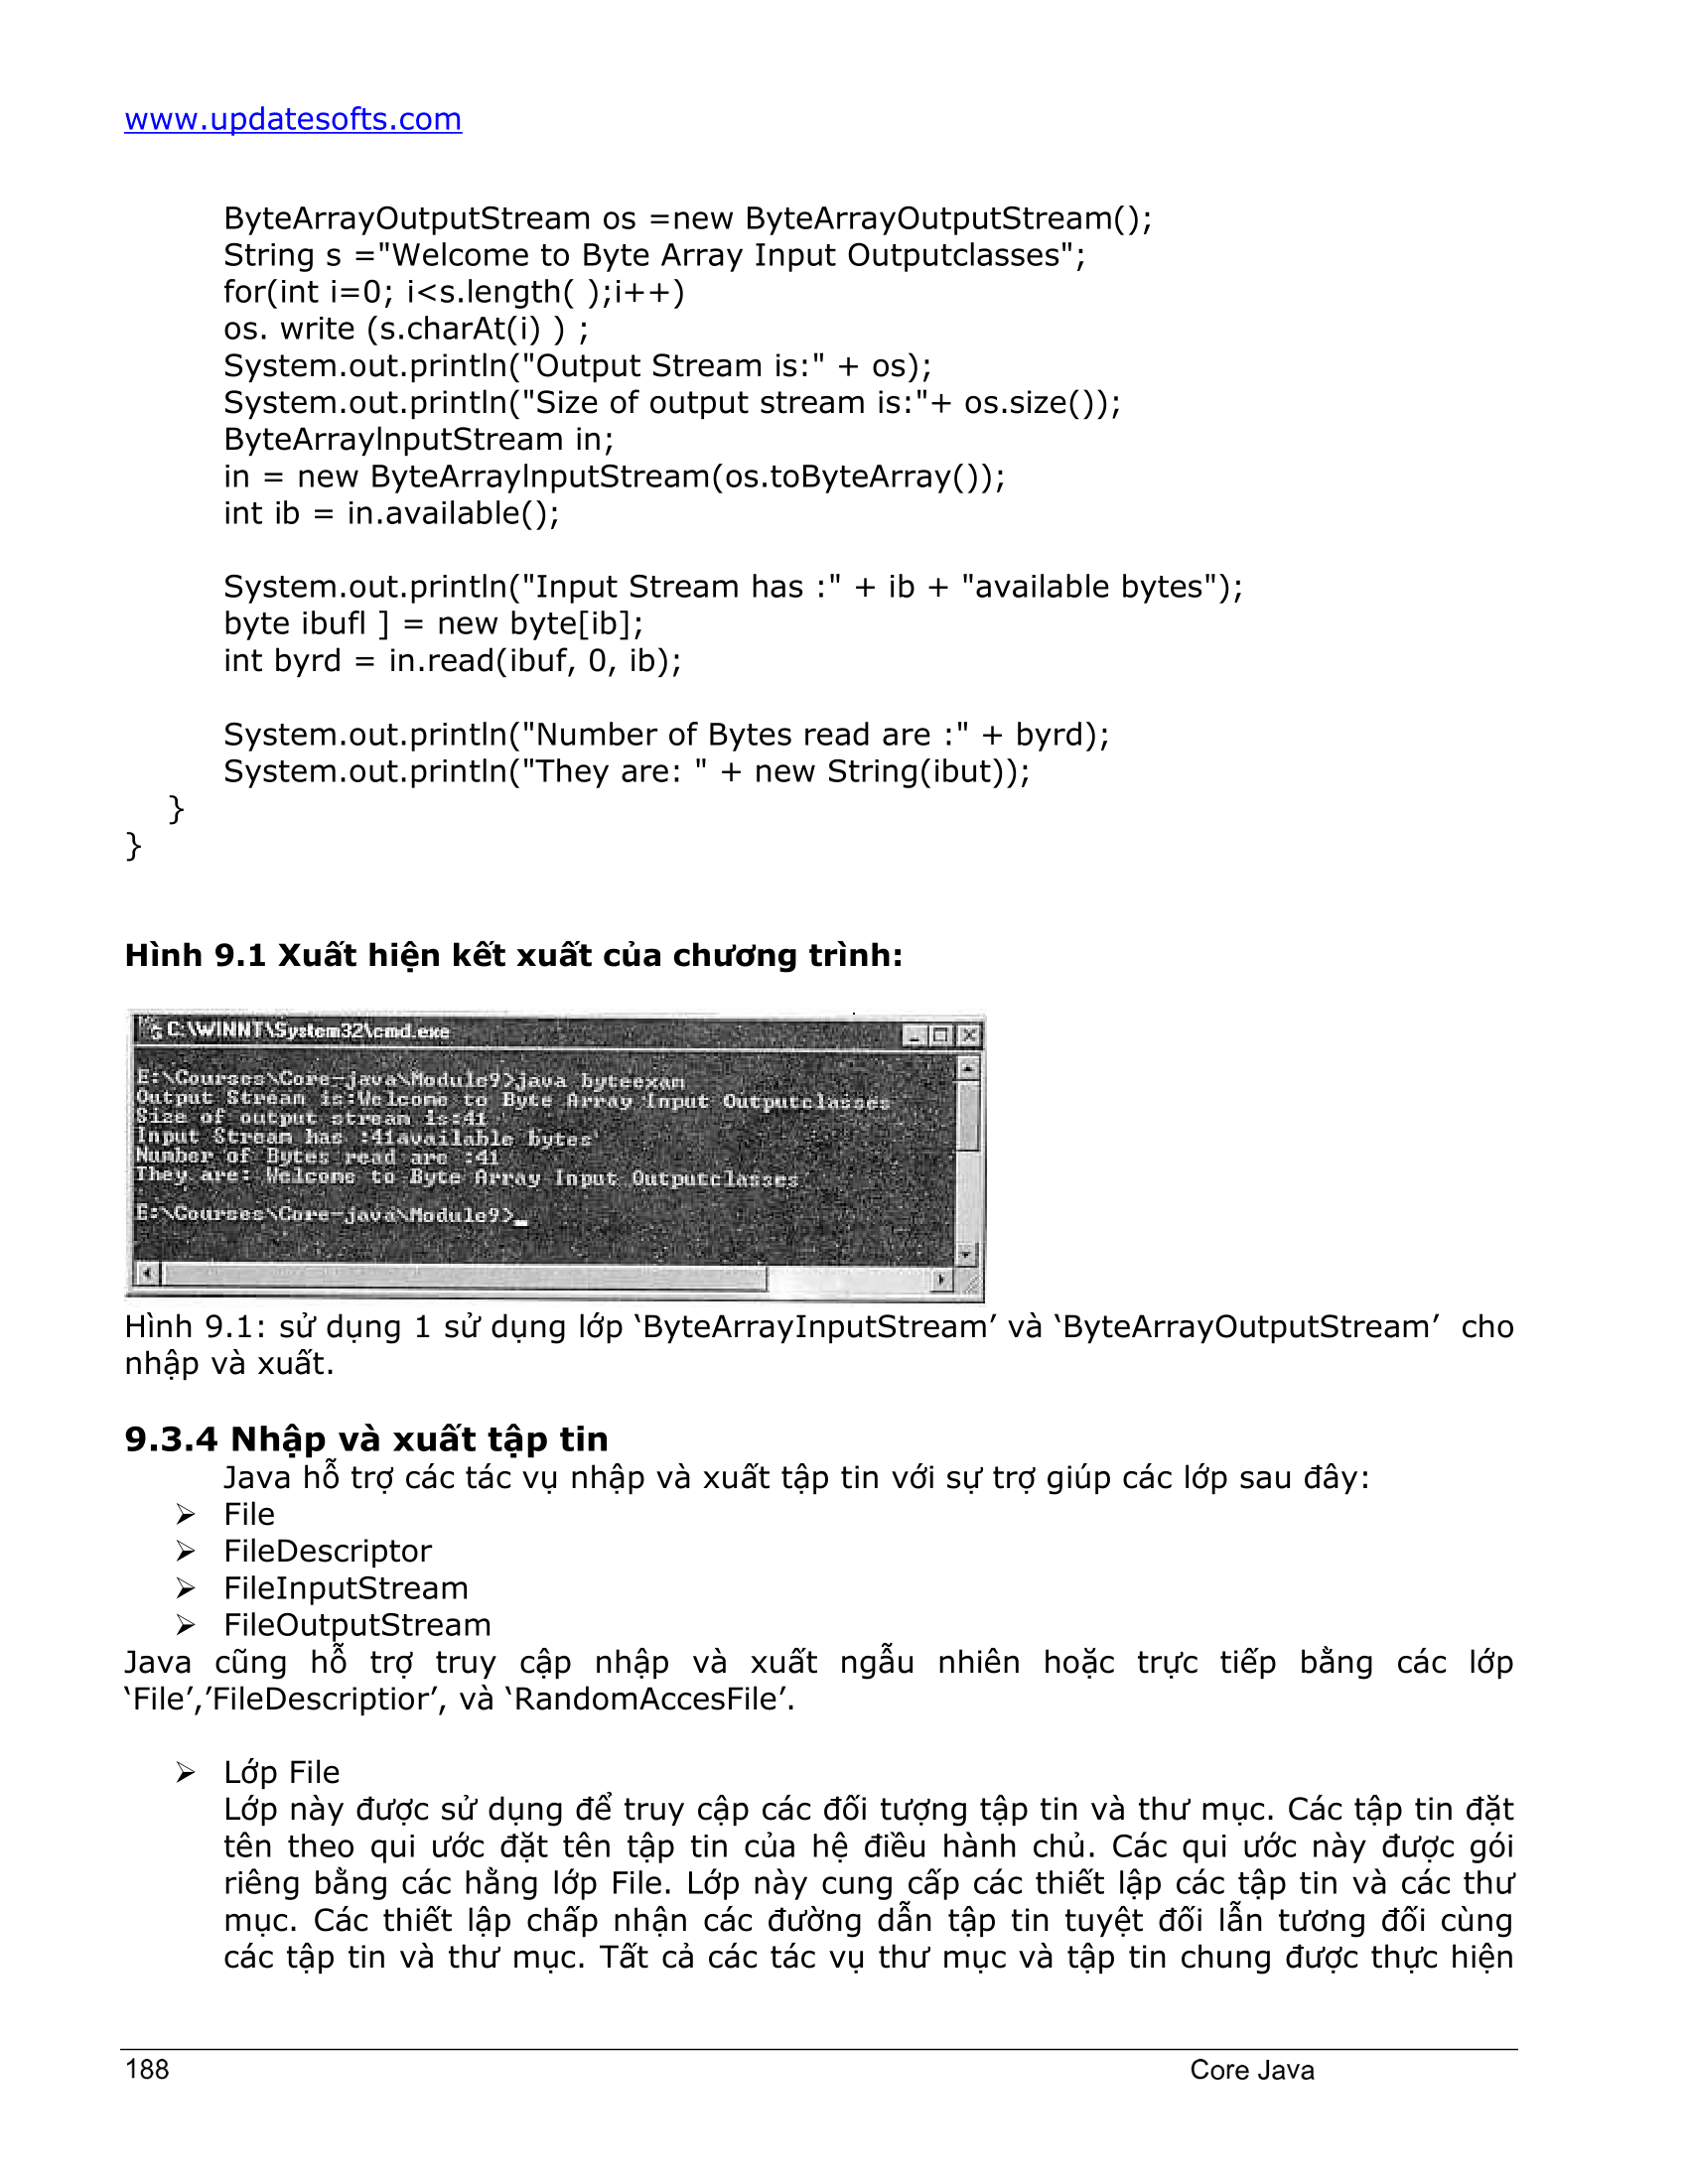 www.updatesofts.com
ByteArrayOutputStream os =new ByteArrayOutputStream();
String s ="Welcome to Byte Array Input Outputclasses";
for(int i=0; i<s.length( );i++)
os. write (s.charAt(i) ) ;
System.out.println("Output Stream is:" + os);
System.out.println("Size of output stream is:"+ os.size());
ByteArraylnputStream in;
in = new ByteArraylnputStream(os.toByteArray());
int ib = in.available();
System.out.println("Input Stream has :" + ib + "available bytes");
byte ibufl ] = new byte[ib];
int byrd = in.read(ibuf, 0, ib);
System.out.println("Number of Bytes read are :" + byrd);
System.out.println("They are: " + new String(ibut));
}
}
Hình 9.1 Xuất hiện kết xuất của chương trình:
C:\WINNT\System32\cmd.exe
E:\Courses\Core-java\Module9>java byteexam
Output Stream is:Welcome to Byte Array Input Outputclasses
Size of output stream is:41
Input Stream has :41available bytes
Number of Bytes read are :41
They are: Welcome to Byte Array Input Outputclasses
E:\Courses\Core-java\Module9>_
Hình 9.1: sử dụng 1 sử dụng lớp ‘ByteArrayInputStream’ và ‘ByteArrayOutputStream’ cho
nhập và xuất.
9.3.4 Nhập và xuất tập tin
Java hỗ trợ các tác vụ nhập và xuất tập tin với sự trợ giúp các lớp sau đây:
➢ File
➢ FileDescriptor
➢ FileInputStream
➢ FileOutputStream
Java cũng hỗ trợ truy cập nhập và xuất ngẫu nhiên hoặc trực tiếp bằng các lớp
‘File’,’FileDescriptior’, và ‘RandomAccesFile’.
➢ Lớp File
Lớp này được sử dụng để truy cập các đối tượng tập tin và thư mục. Các tập tin đặt
tên theo qui ước đặt tên tập tin của hệ điều hành chủ. Các qui ước này được gói
riêng bằng các hằng lớp File. Lớp này cung cấp các thiết lập các tập tin và các thư
mục. Các thiết lập chấp nhận các đường dẫn tập tin tuyệt đối lẫn tương đối cùng
các tập tin và thư mục. Tất cả các tác vụ thư mục và tập tin chung được thực hiện
188 Core Java